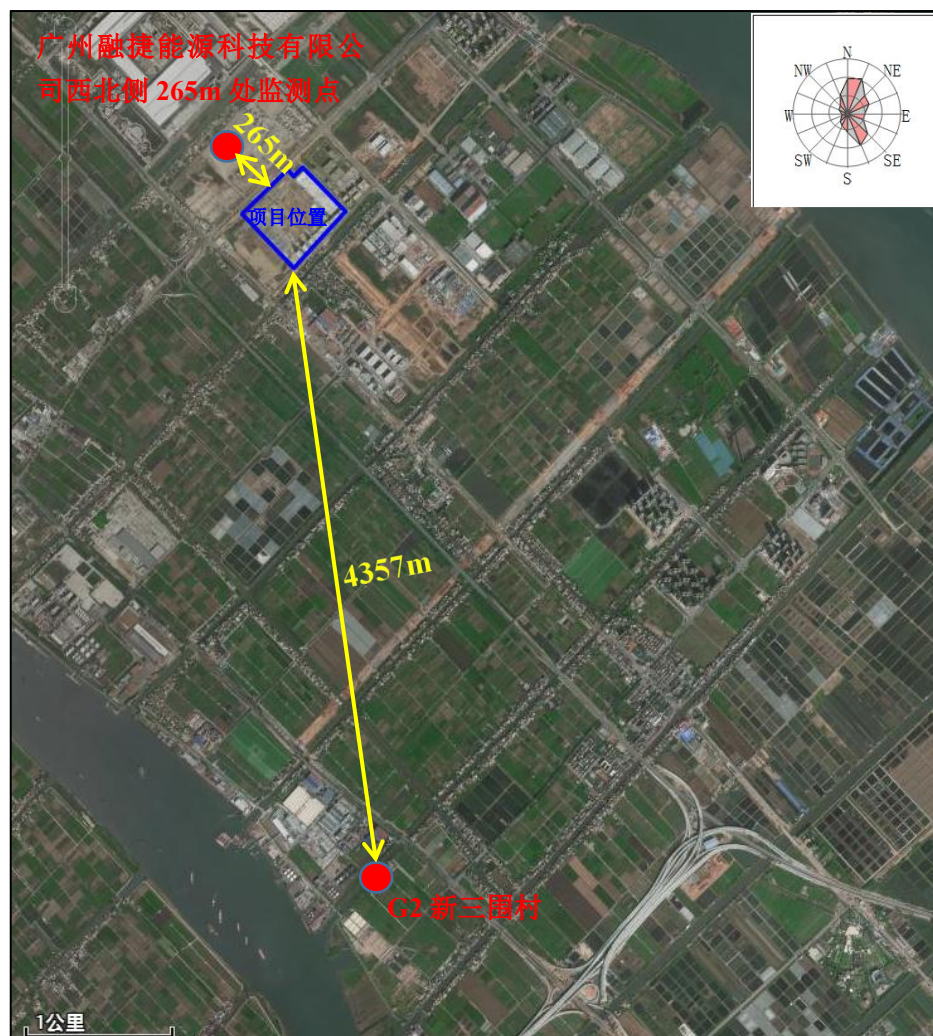 广州融捷能源科技有限公
司西北侧 265m 处监测点
N
NW
NE
W
E
SW
SE
S
265m
项目位置
4357m
G2 新三围村
1公里